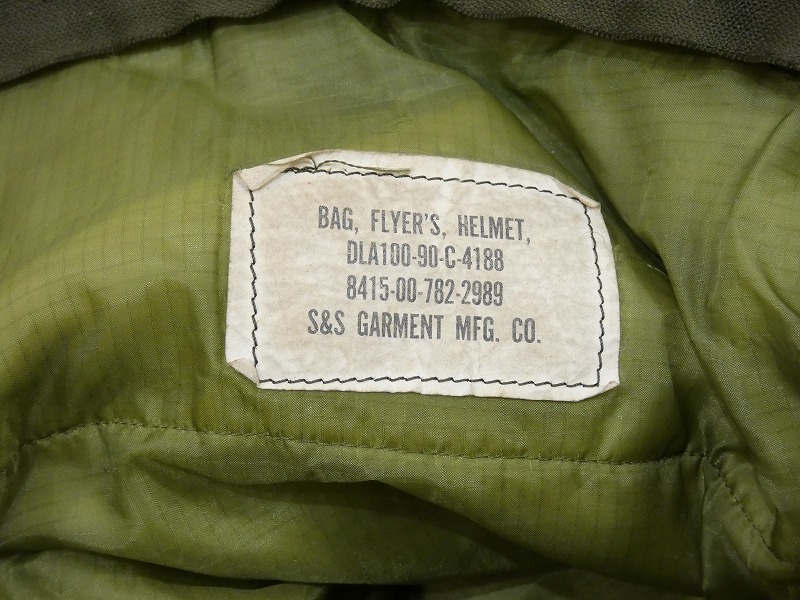 BAG, FLYER'S, HELMET,
DLA100-90-C-4188
8415-00-782-2989
S&S GARMENT MFG. CO.